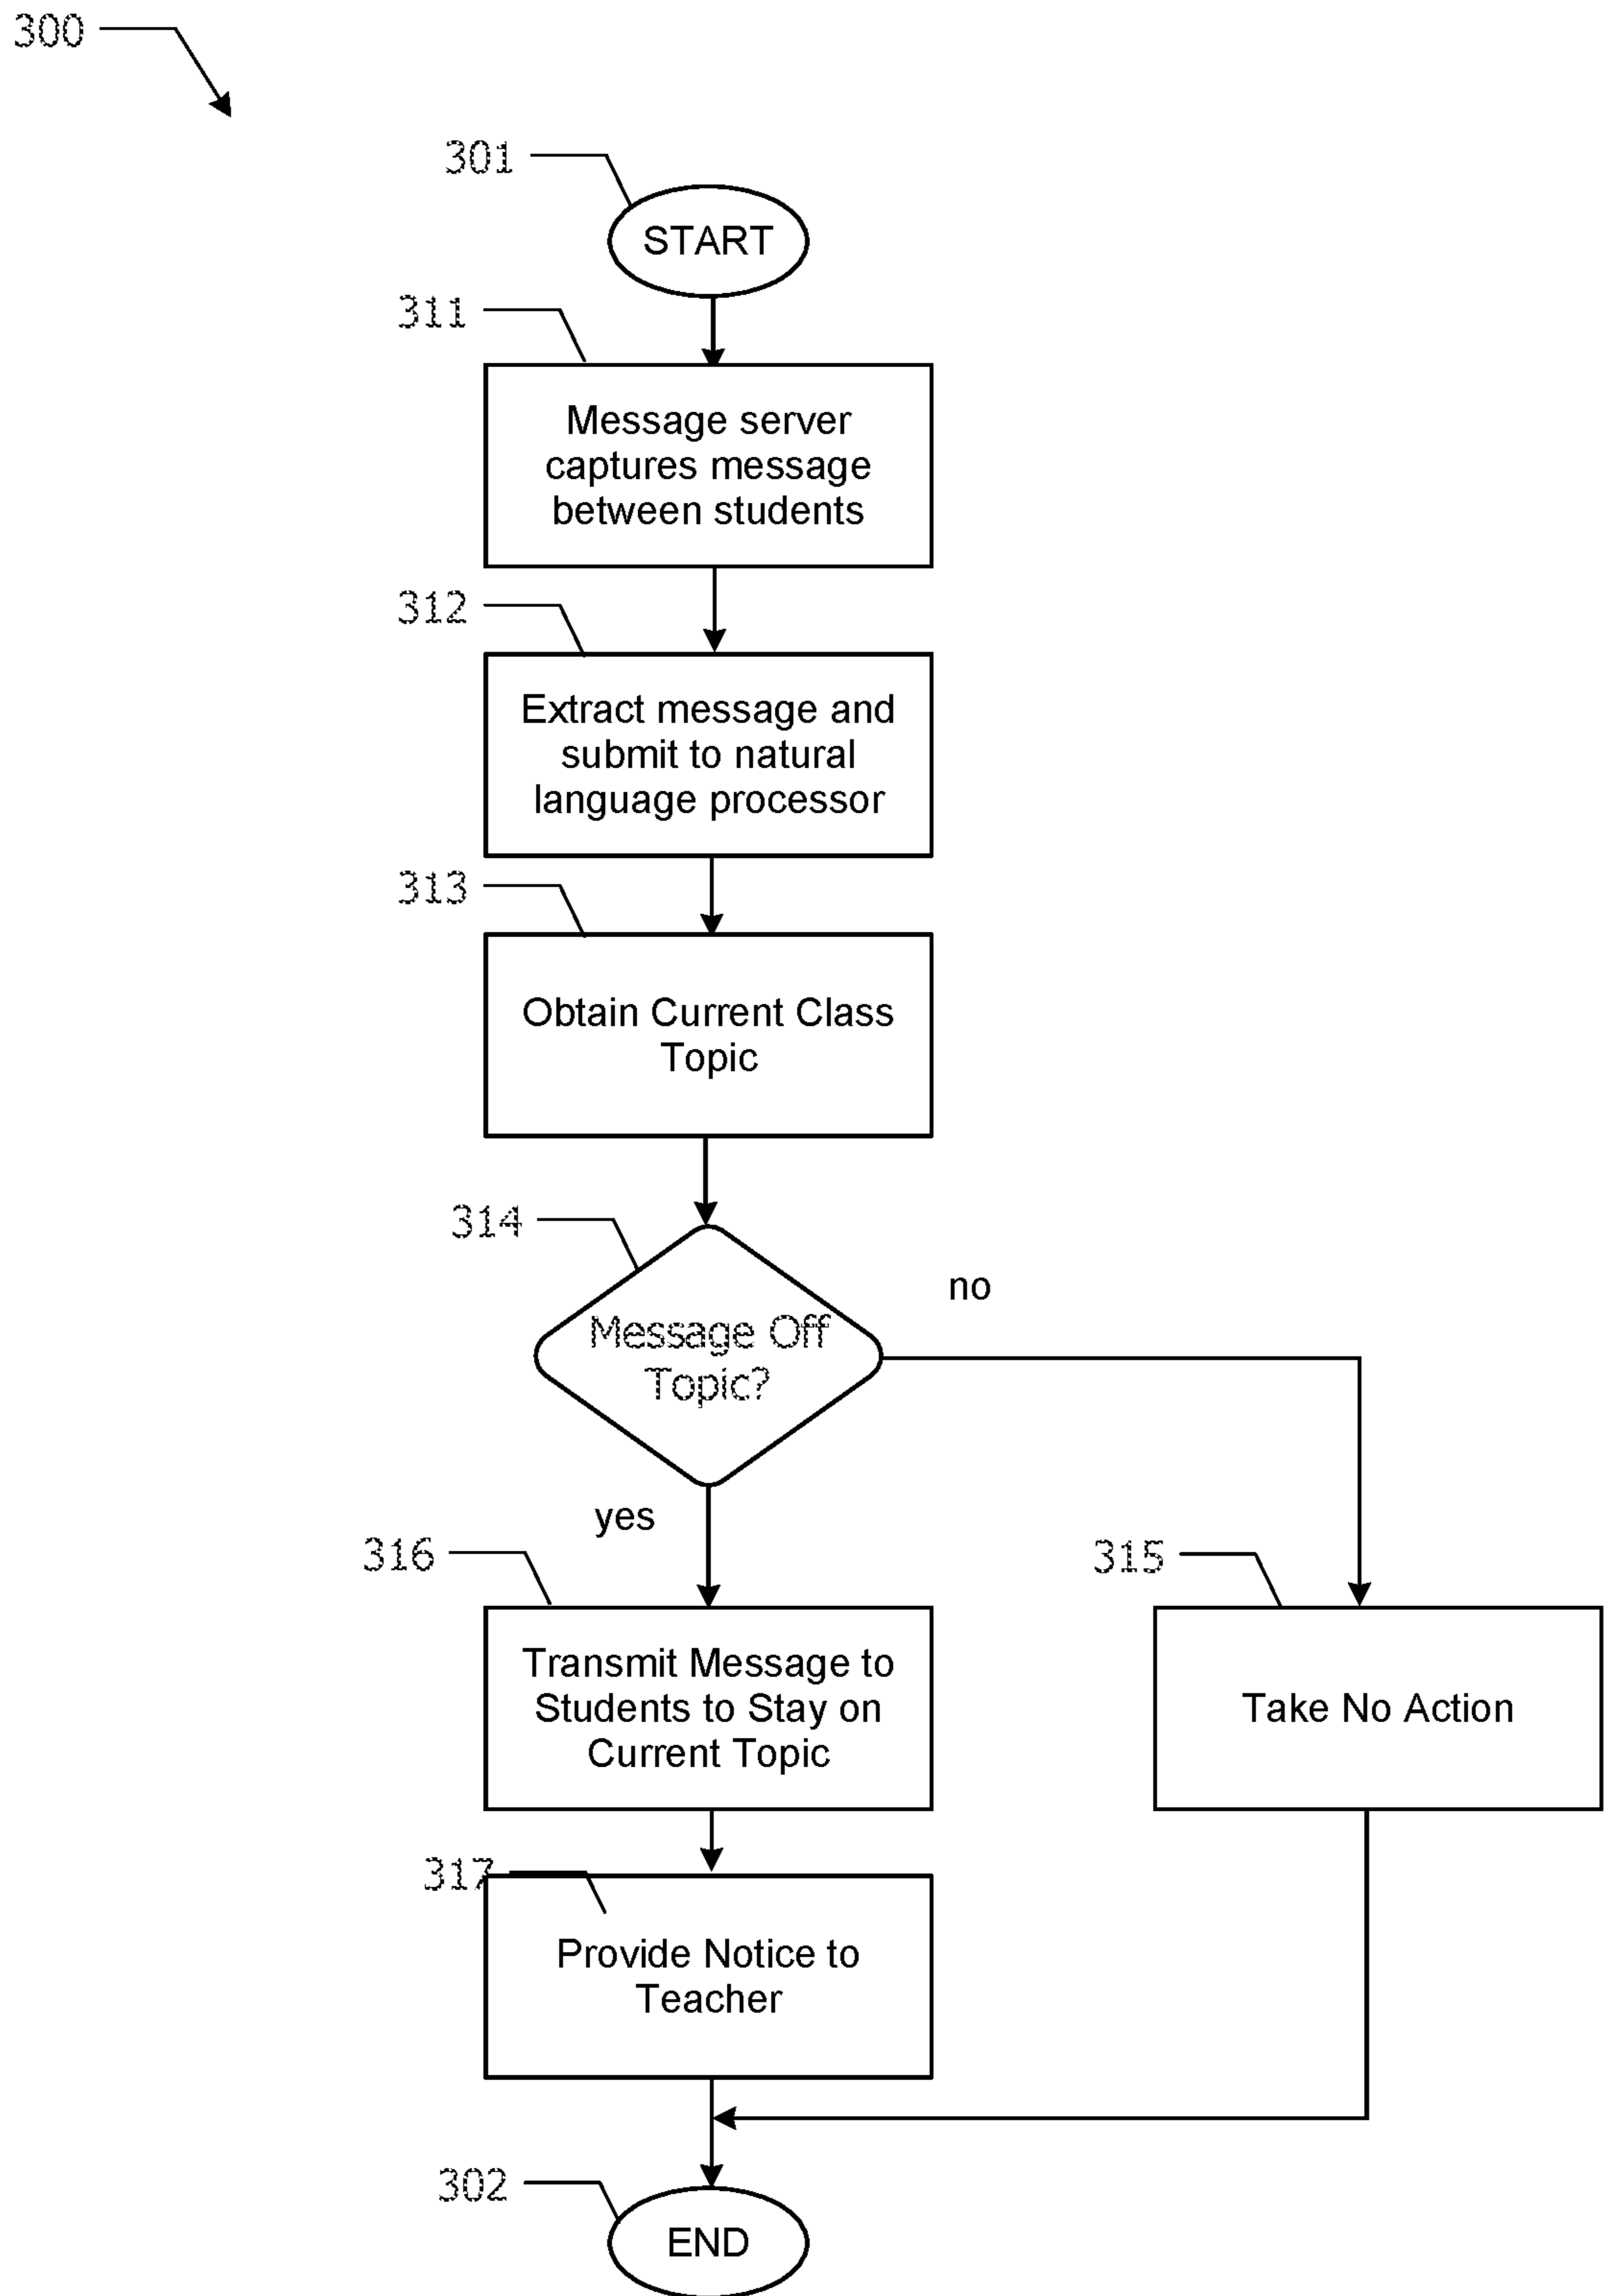 300
301
START
311
Message server
captures message
between students
312
Extract message and
submit to natural
language processor
313
Obtain Current Class
Topic
314
Message Off
Topic?
no
yes
316
Transmit Message to
Students to Stay on
Current Topic
315
Take No Action
317
Provide Notice to
Teacher
302
END